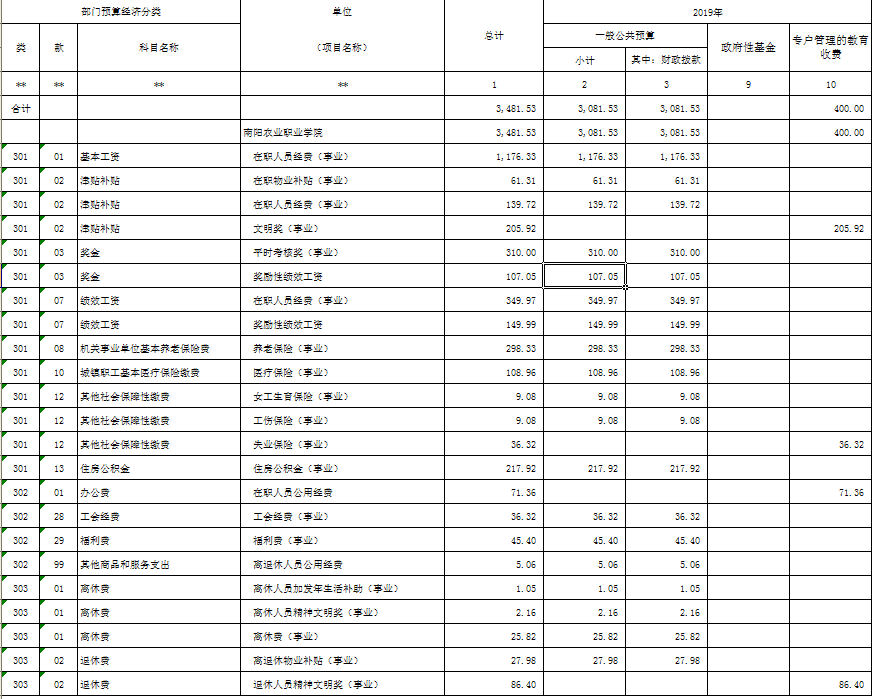 部门预算经济分类 单位 总计 2019年
一般公共预算 政府性基金 专户管理的教育收费
类 款 科目名称 （项目名称） 小计 其中：财政拨款
** ** ** ** 1 2 3 9 10
合计 3,481.53 3,081.53 3,081.53 400.00
南阳农业职业学院 3,481.53 3,081.53 3,081.53 400.00
301 01 基本工资 在职人员经费（事业） 1,176.33 1,176.33 1,176.33
301 02 津贴补贴 在职物业补贴（事业） 61.31 61.31 61.31
301 02 津贴补贴 在职人员经费（事业） 139.72 139.72 139.72
301 02 津贴补贴 文明奖（事业） 205.92 205.92
301 03 奖金 平时考核奖（事业） 310.00 310.00 310.00
301 03 奖金 奖励性绩效工资 107.05 107.05 107.05
301 07 绩效工资 在职人员经费（事业） 349.97 349.97 349.97
301 07 绩效工资 奖励性绩效工资 149.99 149.99 149.99
301 08 机关事业单位基本养老保险费 养老保险（事业） 298.33 298.33 298.33
301 10 城镇职工基本医疗保险缴费 医疗保险（事业） 108.96 108.96 108.96
301 12 其他社会保障性缴费 女工生育保险（事业） 9.08 9.08 9.08
301 12 其他社会保障性缴费 工伤保险（事业） 9.08 9.08 9.08
301 12 其他社会保障性缴费 失业保险（事业） 36.32 36.32
301 13 住房公积金 住房公积金（事业） 217.92 217.92 217.92
302 01 办公费 在职人员公用经费 71.36 71.36
302 28 工会经费 工会经费（事业） 36.32 36.32 36.32
302 29 福利费 福利费（事业） 45.40 45.40 45.40
302 99 其他商品和服务支出 离退休人员公用经费 5.06 5.06 5.06
303 01 离休费 离休人员加发年生活补助（事业） 1.05 1.05 1.05
303 01 离休费 离休人员精神文明奖（事业） 2.16 2.16 2.16
303 01 离休费 离休费（事业） 25.82 25.82 25.82
303 02 退休费 离退休物业补贴（事业） 27.98 27.98 27.98
303 02 退休费 退休人员精神文明奖（事业） 86.40 86.40